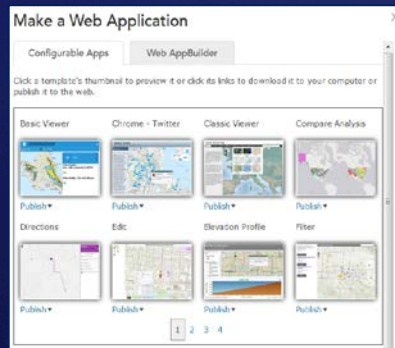 Make a Web Application
Configurable Apps
Web AppBuilder
Click a template's thumbnail to preview it or click its links to download it to your computer or
publish it to the web.
Basic Viewer
Chrome - Twitter
Classic Viewer
Compare Analysis
Publish
Publish
Publish
Publish
Directions
Edit
Elevation Profile
Filter
Publish
Publish
Publish
Publish
1 2 3 4